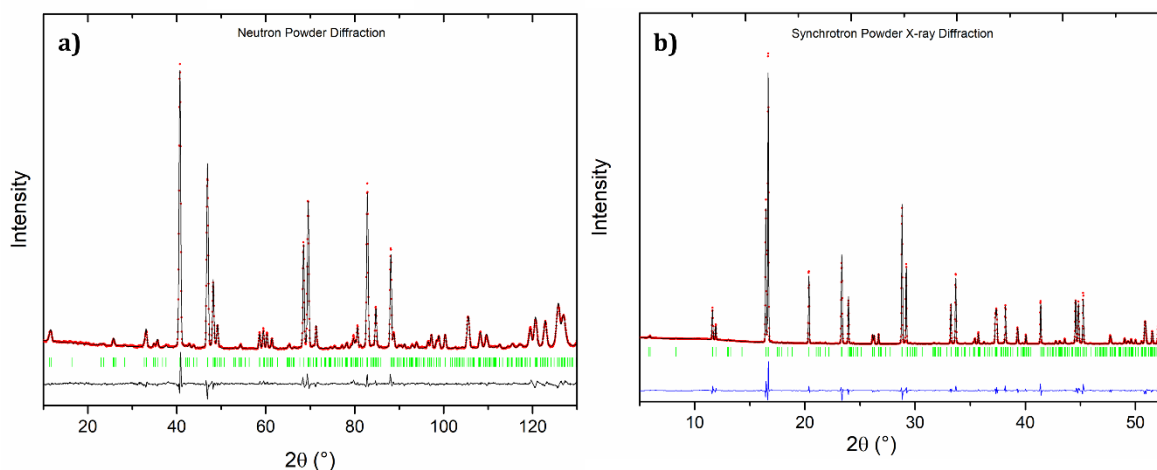 a)
Neutron Powder Diffraction
Intensity
20 40 60 80 100 120
2θ (°)
b)
Synchrotron Powder X-ray Diffraction
Intensity
10 20 30 40 50
2θ (°)